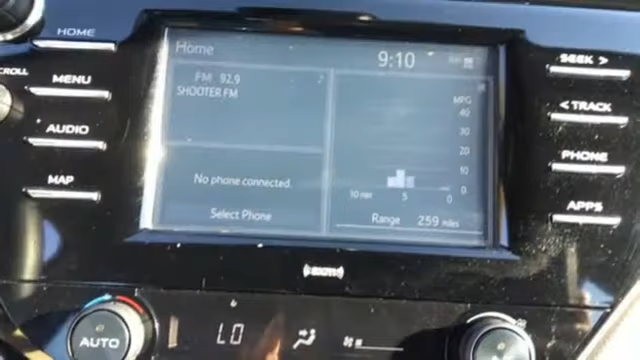 HOME
SCROLL
MENU
AUDIO
MAP
Home
9:10
FM 92.9
SHOOTER FM
No phone connected.
Select Phone
MPG
40
30
20
10
0
10 min 5 0
Range 259 miles
SEEK >
< TRACK
PHONE
APPS
AUTO
LO